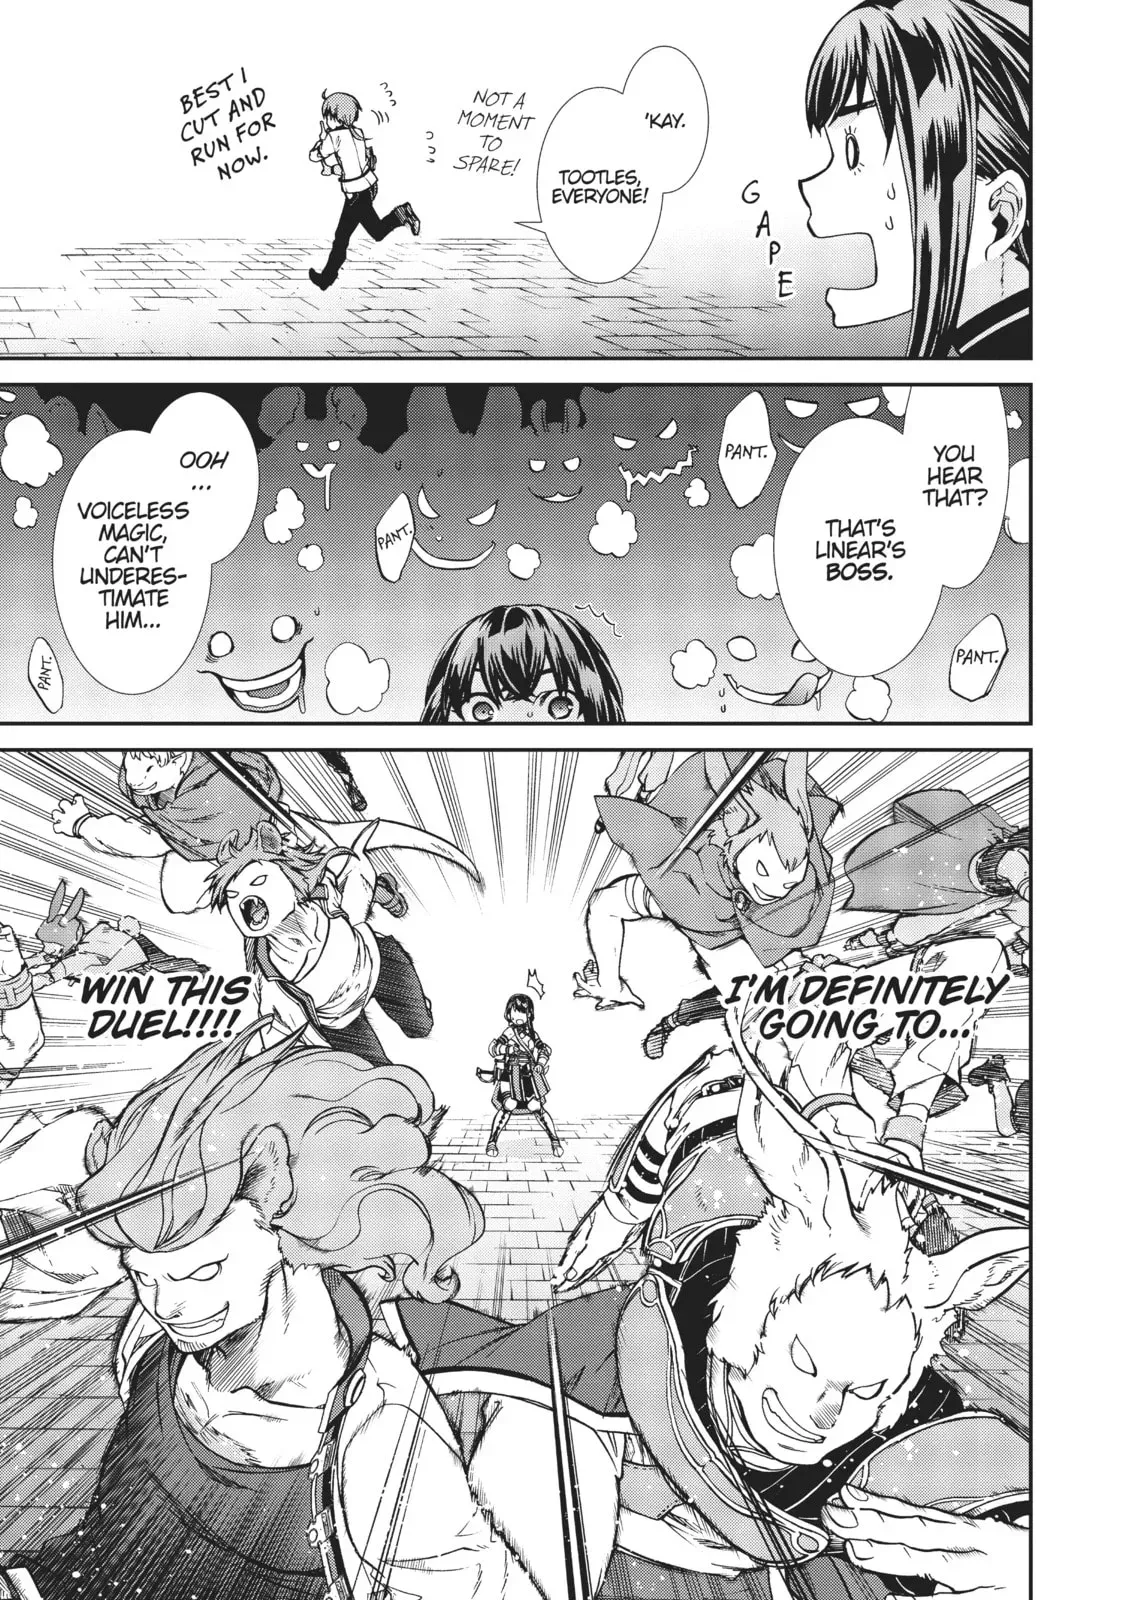 'KAY.
TOOTLES,
EVERYONE!
GAPE
NOT A
MOMENT
TO
SPARE!
BEST I
CUT AND
RUN FOR
NOW.
YOU
HEAR
THAT?
THAT'S
LINEAR'S
BOSS.
PANT.
PANT.
PANT.
OOH
...
VOICELESS
MAGIC,
CAN'T
UNDERES-
TIMATE
HIM...
PANT.
I'M DEFINITELY
GOING TO...
WIN THIS
DUEL!!!!